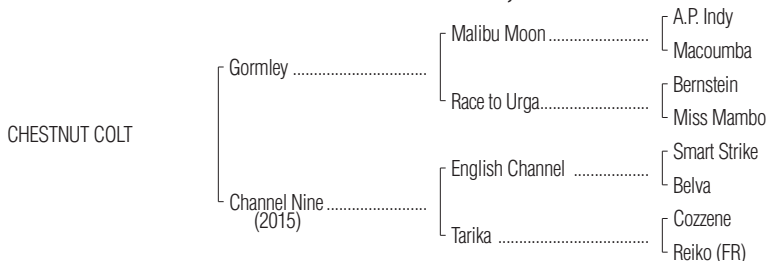 A.P. Indy
Malibu Moon ........................
Macoumba
Gormley ................................
Bernstein
Race to Urga..........................
Miss Mambo
CHESTNUT COLT
Smart Strike
English Channel ..................
Belva
Channel Nine ........................
(2015)
Cozzene
Tarika ....................................
Reiko (FR)